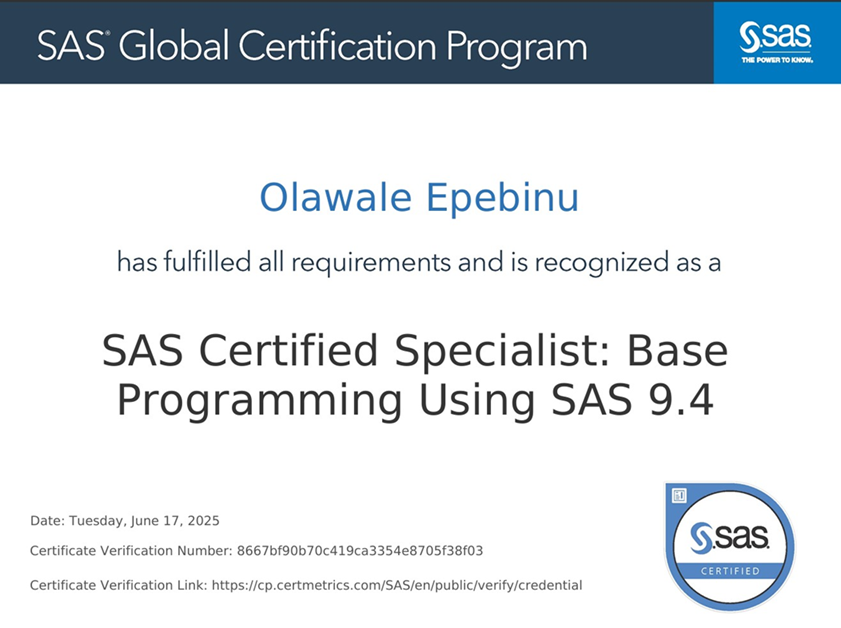 SAS® Global Certification Program
sas
THE POWER TO KNOW.
Olawale Epebinu
has fulfilled all requirements and is recognized as a
SAS Certified Specialist: Base
Programming Using SAS 9.4
Date: Tuesday, June 17, 2025
Certificate Verification Number: 8667bf90b70c419ca3354e8705f38f03
Certificate Verification Link: https://cp.certmetrics.com/SAS/en/public/verify/credential
sas
CERTIFIED